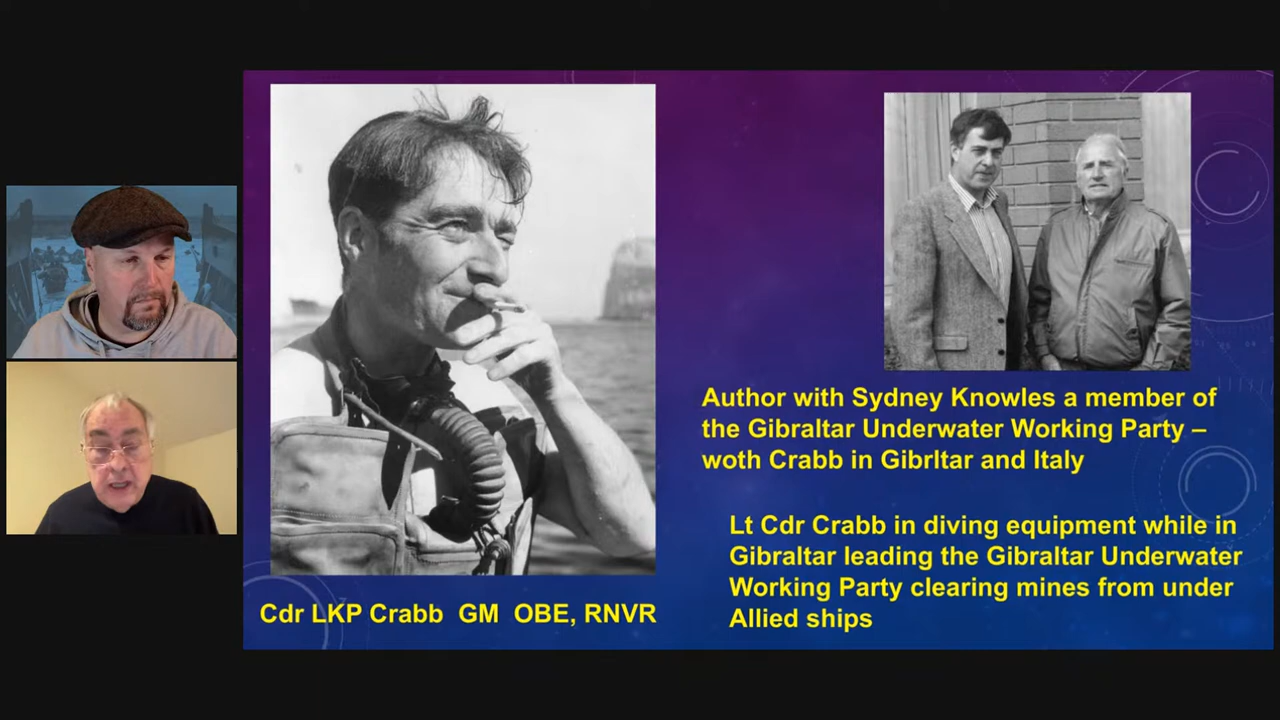 Author with Sydney Knowles a member of
the Gibraltar Underwater Working Party –
woth Crabb in Gibrltar and Italy
Lt Cdr Crabb in diving equipment while in
Gibraltar leading the Gibraltar Underwater
Working Party clearing mines from under
Allied ships
Cdr LKP Crabb GM OBE, RNVR